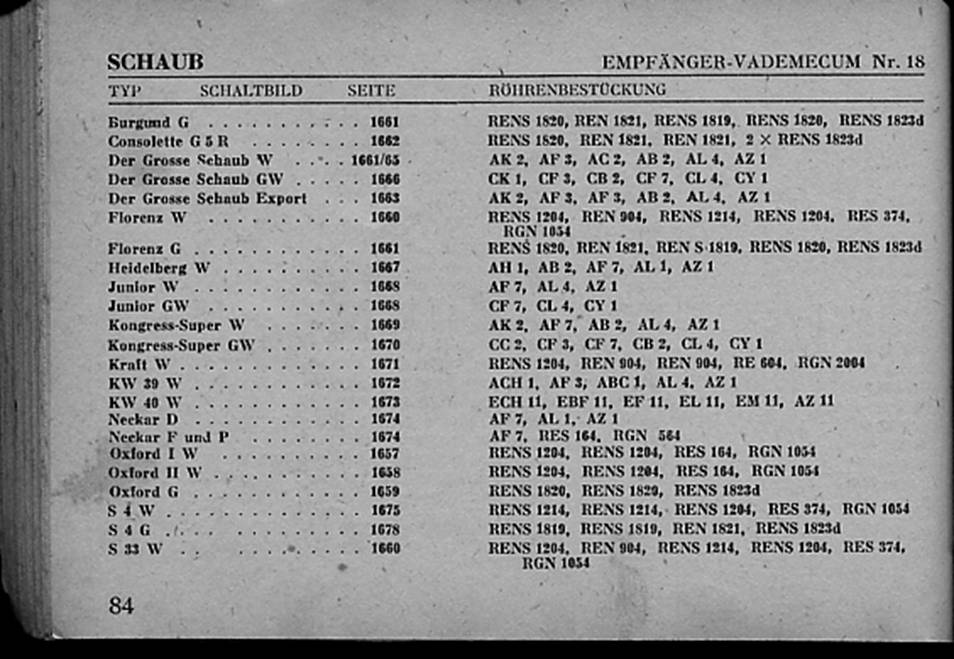 SCHAUB EMPFÄNGER-VADEMECUM Nr. 18
TYP SCHALTBILD SEITE RÖHRENBESTÜCKUNG
Burgund G . . . . . . . . . . . 1661 RENS 1820, REN 1821, RENS 1819, RENS 1820, RENS 1823d
Consolette G 5 R . . . . . . . . 1662 RENS 1820, REN 1821, REN 1821, 2 × RENS 1823d
Der Grosse Schaub W . . . . 1661/65 AK 2, AF 3, AC 2, AB 2, AL 4, AZ 1
Der Grosse Schaub GW . . . . . 1666 CK 1, CF 3, CB 2, CF 7, CL 4, CY 1
Der Grosse Schaub Export . . . 1663 AK 2, AF 3, AF 3, AB 2, AL 4, AZ 1
Florenz W . . . . . . . . . . . 1660 RENS 1204, REN 904, RENS 1214, RENS 1204, RES 374,
RGN 1054
Florenz G . . . . . . . . . . . . 1661 RENS 1820, REN 1821, REN S 1819, RENS 1820, RENS 1823d
Heidelberg W . . . . . . . . . . 1667 AH 1, AB 2, AF 7, AL 1, AZ 1
Junior W . . . . . . . . . . . . 1668 AF 7, AL 4, AZ 1
Junior GW . . . . . . . . . . . 1668 CF 7, CL 4, CY 1
Kongress-Super W . . . . . . . 1669 AK 2, AF 7, AB 2, AL 4, AZ 1
Kongress-Super GW . . . . . . . 1670 CC 2, CF 3, CF 7, CB 2, CL 4, CY 1
Kraft W . . . . . . . . . . . . . 1671 RENS 1204, REN 904, REN 904, RE 604, RGN 2004
KW 39 W . . . . . . . . . . . . 1672 ACH 1, AF 3, ABC 1, AL 4, AZ 1
KW 40 W . . . . . . . . . . . . 1673 ECH 11, EBF 11, EF 11, EL 11, EM 11, AZ 11
Neckar D . . . . . . . . . . . . 1674 AF 7, AL 1, AZ 1
Neckar F und P . . . . . . . . 1674 AF 7, RES 164, RGN 564
Oxford I W . . . . . . . . . . 1657 RENS 1204, RENS 1204, RES 164, RGN 1054
Oxford II W . . . . . . . . . . 1658 RENS 1204, RENS 1204, RES 164, RGN 1054
Oxford G . . . . . . . . . . . . 1659 RENS 1820, RENS 1820, RENS 1823d
S 4 W . . . . . . . . . . . . . . 1675 RENS 1214, RENS 1214, RENS 1204, RES 374, RGN 1054
S 4 G . . . . . . . . . . . . . 1678 RENS 1819, RENS 1819, REN 1821, RENS 1823d
S 33 W . . . . . . . . . . . 1660 RENS 1204, REN 904, RENS 1214, RENS 1204, RES 374,
RGN 1054
84